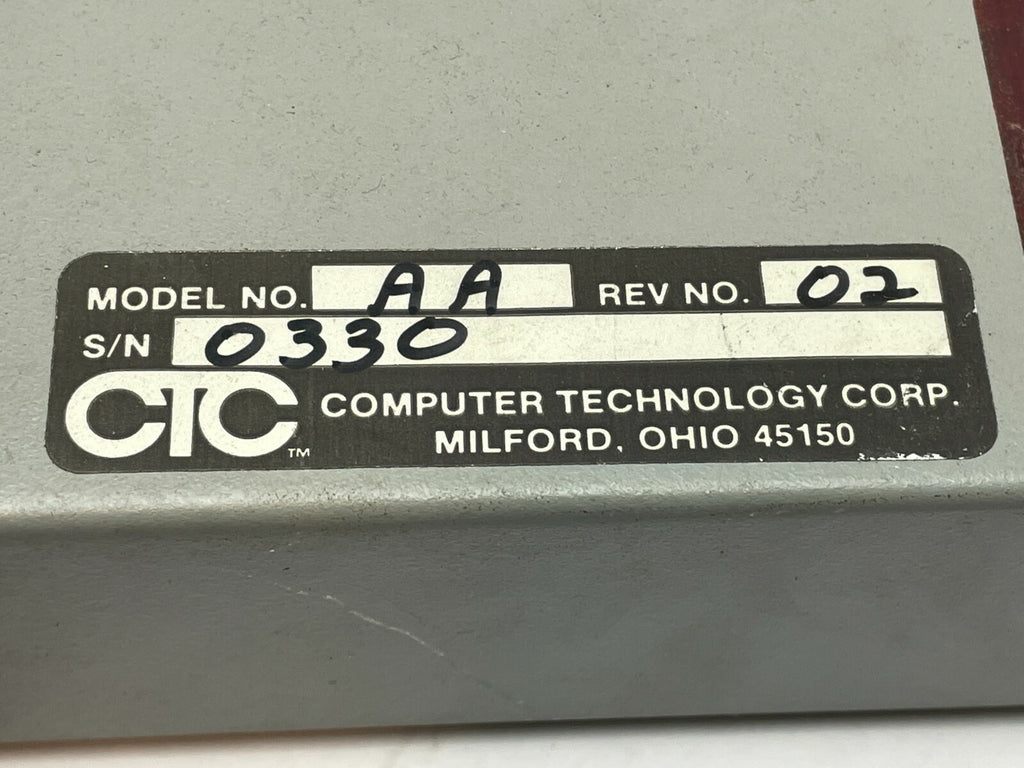 MODEL NO. AA REV NO. 02
S/N 0330
CTC™ COMPUTER TECHNOLOGY CORP.
MILFORD, OHIO 45150